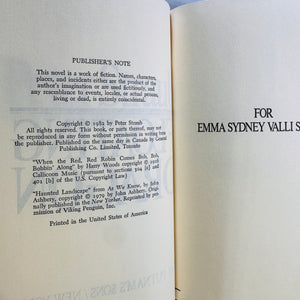 PUBLISHER'S NOTE
This novel is a work of fiction. Names, characters,
places, and incidents either are the product of the
author's imagination or are used fictitiously, and any
resemblance to events, locales, or actual persons,
living or dead, is entirely coincidental.
Copyright © 1982 by Peter Straub
All rights reserved. This book, or parts thereof, may
not be reproduced in any form without permission in writing from
the publisher. Published on the same day in Canada by General
Publishing Co. Limited, Toronto
"When the Red, Red Robin Comes Bob, Bob,
Bobbin' Along" by Harry Woods copyright
Callicoon Music (pursuant to sections
401 [b] of the U.S. Copyright Law)
"Haunted Landscape" from As We Know, by John
Ashbery, copyright © 1979 by John Ashbery. Originally
published in the New Yorker. Reprinted by permission
of Viking Penguin, Inc.
Printed in the United States of America
FOR
EMMA SYDNEY VALLI S